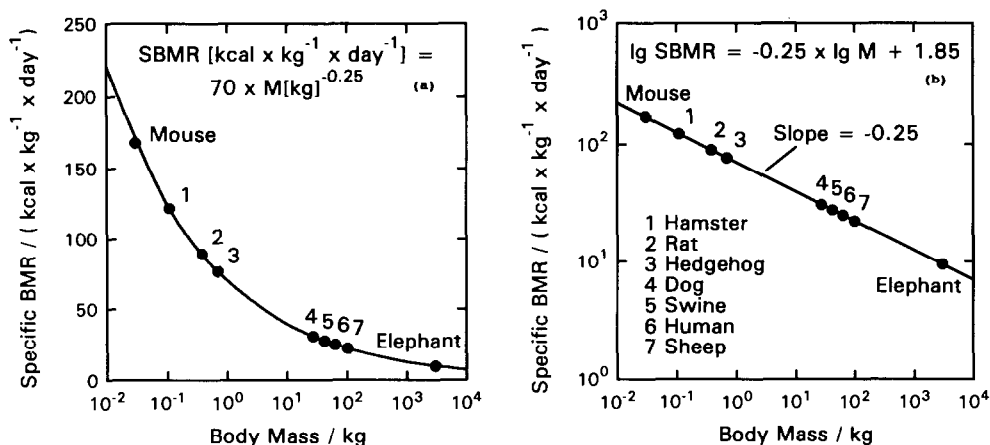 250
200
150
100
50
0
Specific BMR / ( kcal x kg⁻¹ x day⁻¹ )
SBMR [kcal x kg⁻¹ x day⁻¹] =
70 x M[kg]⁻⁰·²⁵
(a)
Mouse
1
2
3
4 5 6 7
Elephant
10⁻² 10⁻¹ 10⁰ 10¹ 10² 10³ 10⁴
Body Mass / kg
10³
10²
10¹
10⁰
Specific BMR / ( kcal x kg⁻¹ x day⁻¹ )
lg SBMR = -0.25 x lg M + 1.85
(b)
Mouse
1
2
3
Slope = -0.25
4 5 6 7
1 Hamster
2 Rat
3 Hedgehog
4 Dog
5 Swine
6 Human
7 Sheep
Elephant
10⁻² 10⁻¹ 10⁰ 10¹ 10² 10³ 10⁴
Body Mass / kg